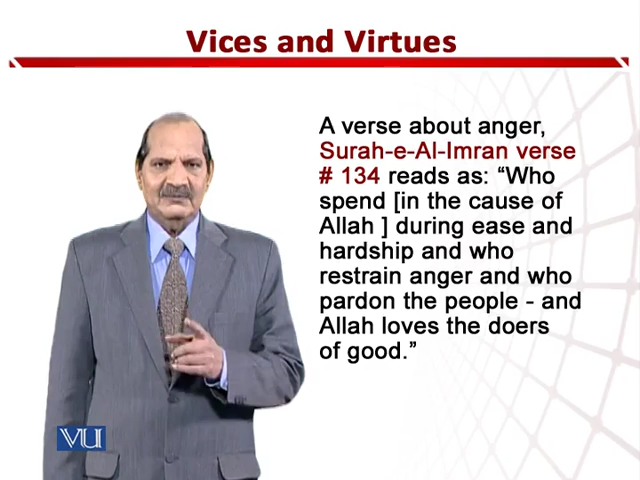 Vices and Virtues
A verse about anger,
Surah-e-Al-Imran verse
# 134 reads as: “Who
spend [in the cause of
Allah ] during ease and
hardship and who
restrain anger and who
pardon the people - and
Allah loves the doers
of good.”
VU